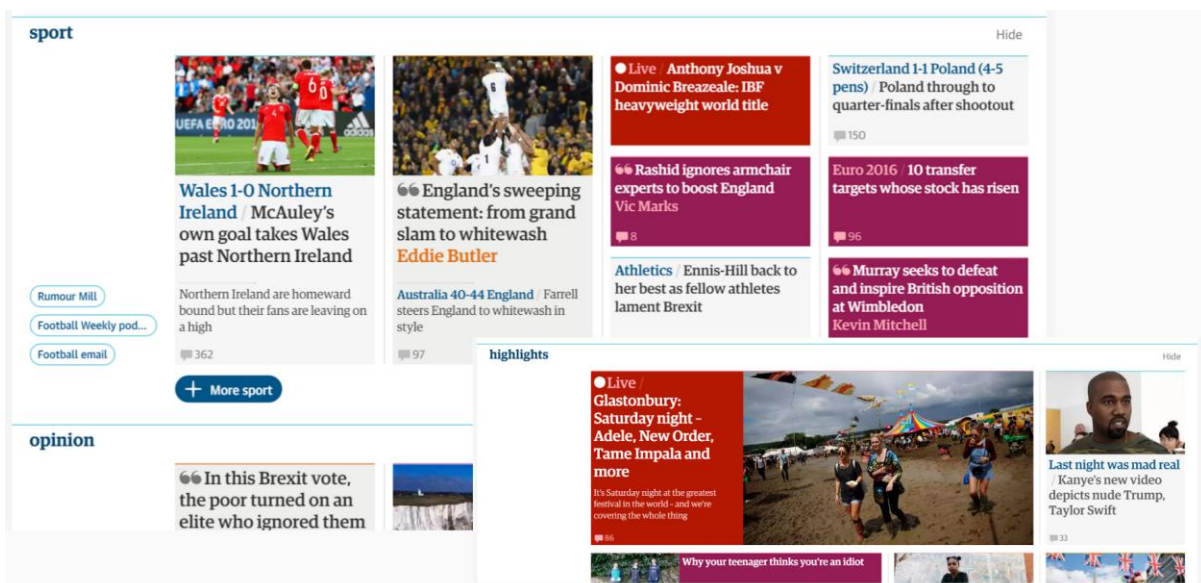 sport
Hide
UEFA EURO 201
adidas
Wales 1-0 Northern
Ireland / McAuley's
own goal takes Wales
past Northern Ireland
Northern Ireland are homeward
bound but their fans are leaving on
a high
362
Rumour Mill
Football Weekly pod...
Football email
+ More sport
❝ England's sweeping
statement: from grand
slam to whitewash
Eddie Butler
Australia 40-44 England / Farrell
steers England to whitewash in
style
97
Live / Anthony Joshua v
Dominic Breazeale: IBF
heavyweight world title
❝ Rashid ignores armchair
experts to boost England
Vic Marks
8
Athletics / Ennis-Hill back to
her best as fellow athletes
lament Brexit
Switzerland 1-1 Poland (4-5
pens) / Poland through to
quarter-finals after shootout
150
Euro 2016 / 10 transfer
targets whose stock has risen
96
❝ Murray seeks to defeat
and inspire British opposition
at Wimbledon
Kevin Mitchell
opinion
❝ In this Brexit vote,
the poor turned on an
elite who ignored them
highlights
Hide
Live /
Glastonbury:
Saturday night –
Adele, New Order,
Tame Impala and
more
It's Saturday night at the greatest
festival in the world – and we're
covering the whole thing
86
Last night was mad real
/ Kanye's new video
depicts nude Trump,
Taylor Swift
33
Why your teenager thinks you're an idiot